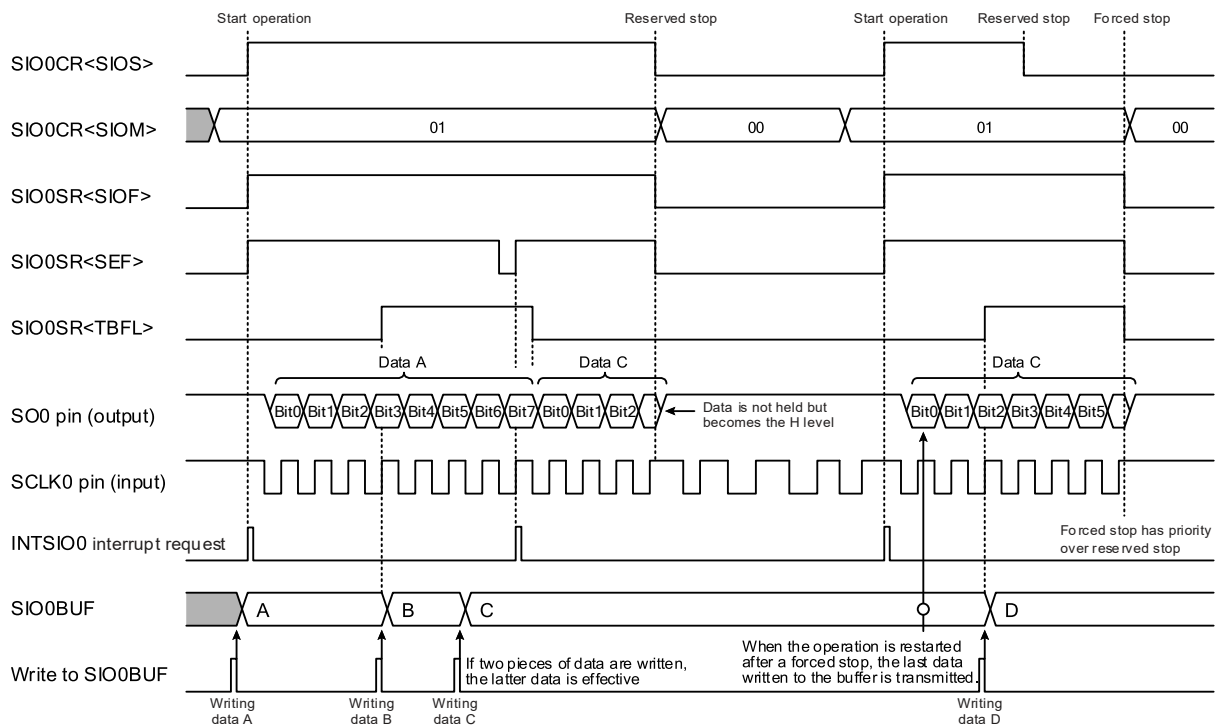 Start operation
Reserved stop
Start operation
Reserved stop
Forced stop
SIO0CR<SIOS>
SIO0CR<SIOM>
01
00
01
00
SIO0SR<SIOF>
SIO0SR<SEF>
SIO0SR<TBFL>
Data A
Data C
Data C
SO0 pin (output)
Bit0 Bit1 Bit2 Bit3 Bit4 Bit5 Bit6 Bit7 Bit0 Bit1 Bit2
Data is not held but
becomes the H level
Bit0 Bit1 Bit2 Bit3 Bit4 Bit5
SCLK0 pin (input)
INTSIO0 interrupt request
Forced stop has priority
over reserved stop
SIO0BUF
A
B
C
D
Write to SIO0BUF
If two pieces of data are written,
the latter data is effective
When the operation is restarted
after a forced stop, the last data
written to the buffer is transmitted.
Writing
data A
Writing
data B
Writing
data C
Writing
data D